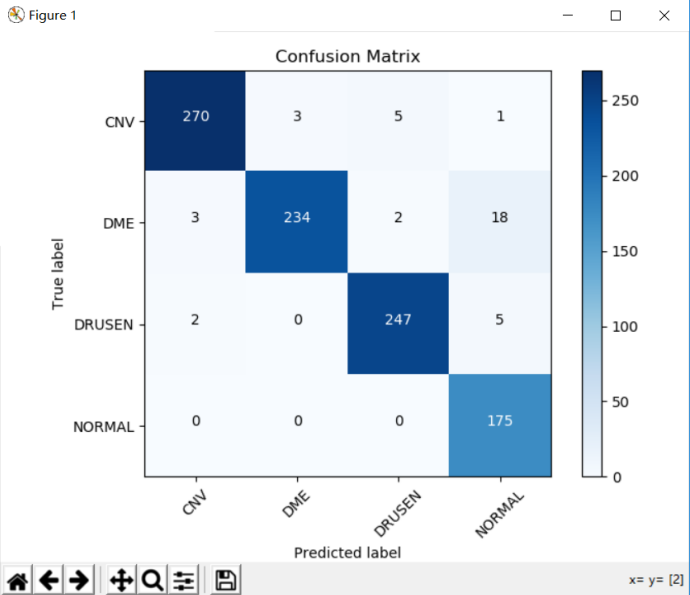 Figure 1
Confusion Matrix
CNV 270 3 5 1
DME 3 234 2 18
DRUSEN 2 0 247 5
NORMAL 0 0 0 175
CNV DME DRUSEN NORMAL
True label
Predicted label
250
200
150
100
50
0
x= y= [2]